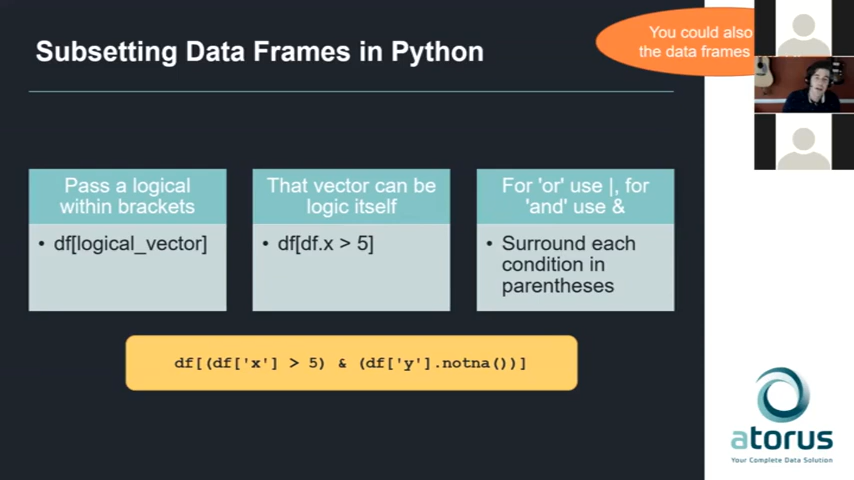 Subsetting Data Frames in Python
You could also
the data frames
Pass a logical
within brackets
• df[logical_vector]
That vector can be
logic itself
• df[df.x > 5]
For 'or' use |, for
'and' use &
• Surround each
condition in
parentheses
df[(df['x'] > 5) & (df['y'].notna())]
atorus
Your Complete Data Solution